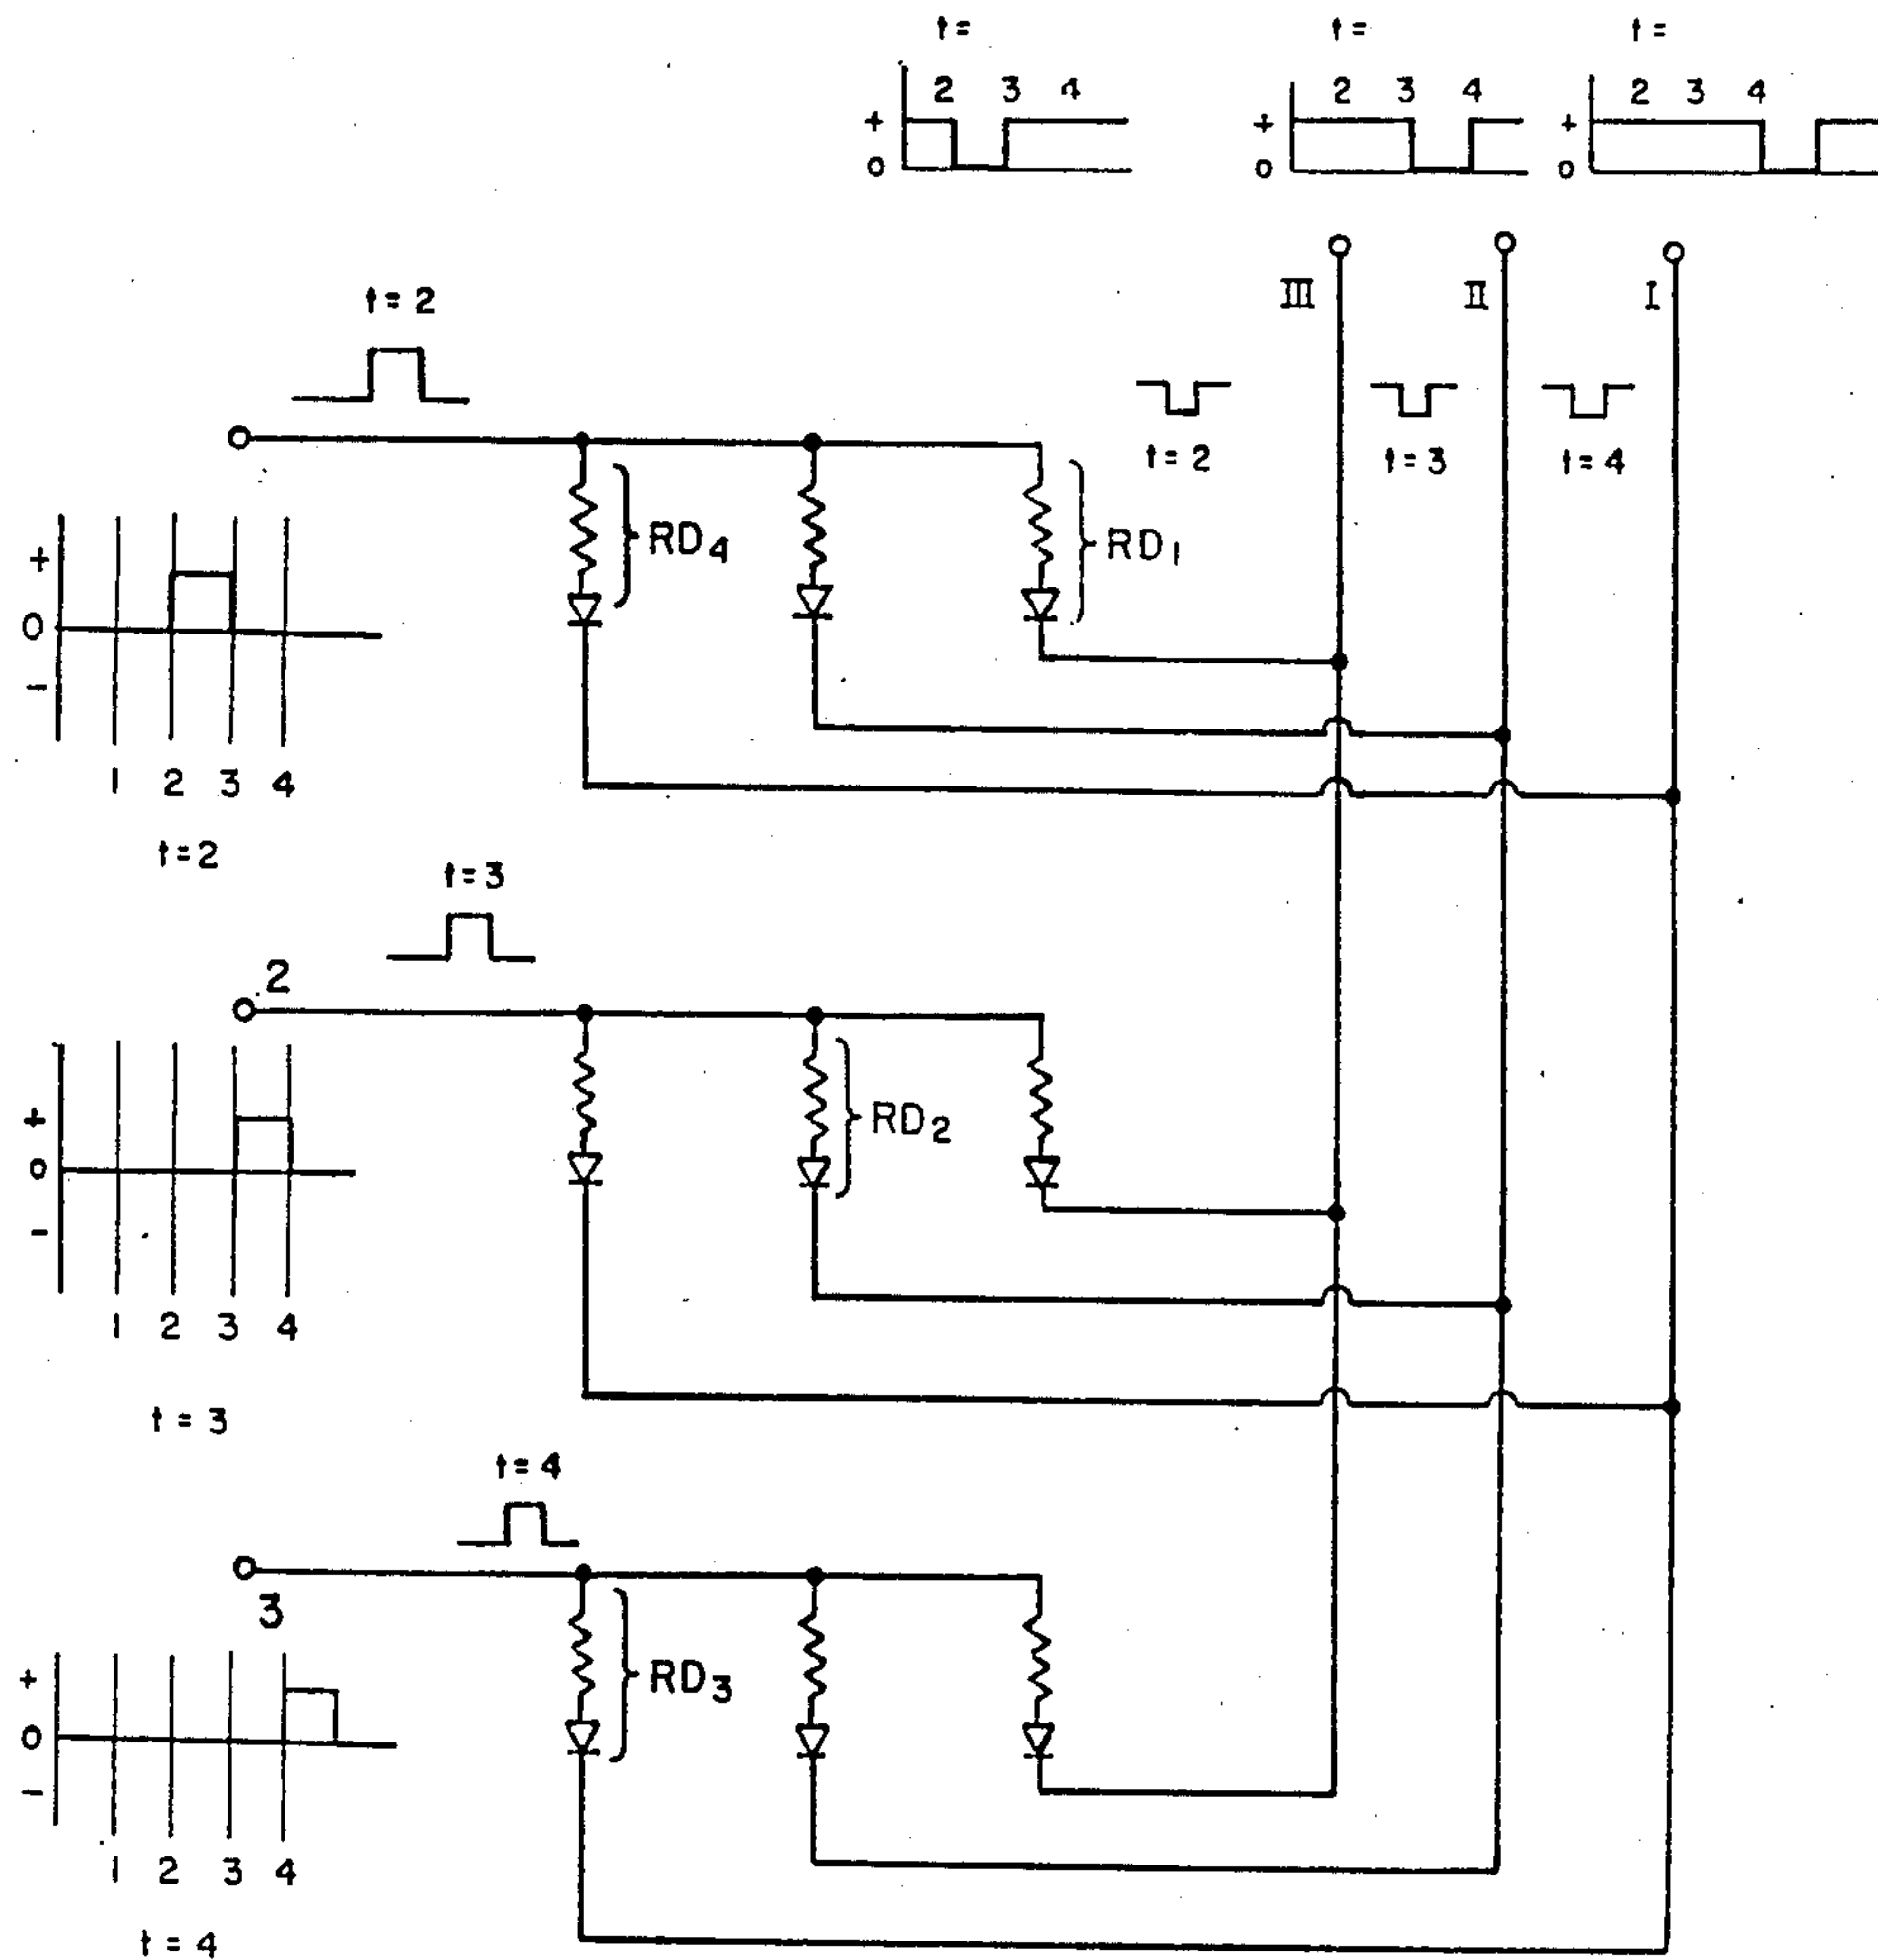 t =
t =
t =
2 3 4
2 3 4
2 3 4
+
+
+
0
0
0
III
II
I
t = 2
t = 2
t = 3
t = 4
RD4
RD1
+
0
-
1 2 3 4
t = 2
t = 3
2
RD2
+
0
-
1 2 3 4
t = 3
t = 4
3
RD3
+
0
-
1 2 3 4
t = 4